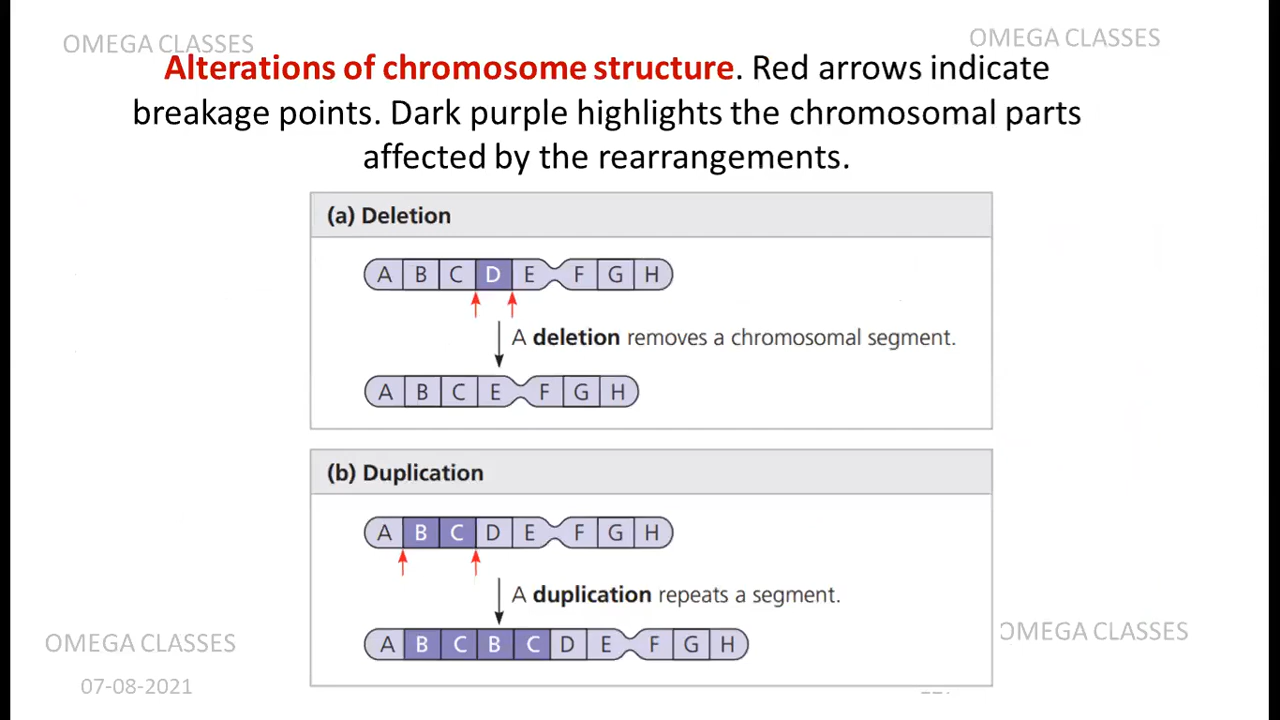 OMEGA CLASSES
OMEGA CLASSES
Alterations of chromosome structure. Red arrows indicate
breakage points. Dark purple highlights the chromosomal parts
affected by the rearrangements.
(a) Deletion
A B C D E F G H
A deletion removes a chromosomal segment.
A B C E F G H
(b) Duplication
A B C D E F G H
A duplication repeats a segment.
A B C B C D E F G H
OMEGA CLASSES
OMEGA CLASSES
07-08-2021